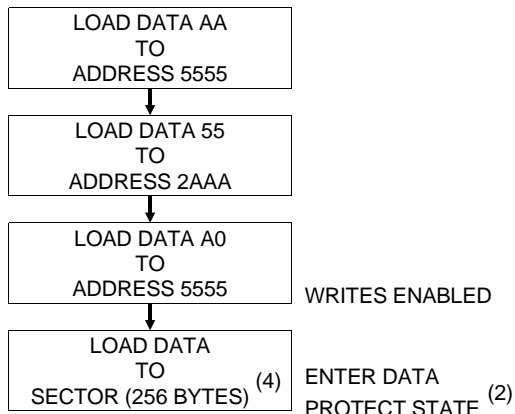 LOAD DATA AA
TO
ADDRESS 5555
LOAD DATA 55
TO
ADDRESS 2AAA
LOAD DATA A0
TO
ADDRESS 5555
WRITES ENABLED
LOAD DATA
TO
SECTOR (256 BYTES) (4)
ENTER DATA
PROTECT STATE (2)